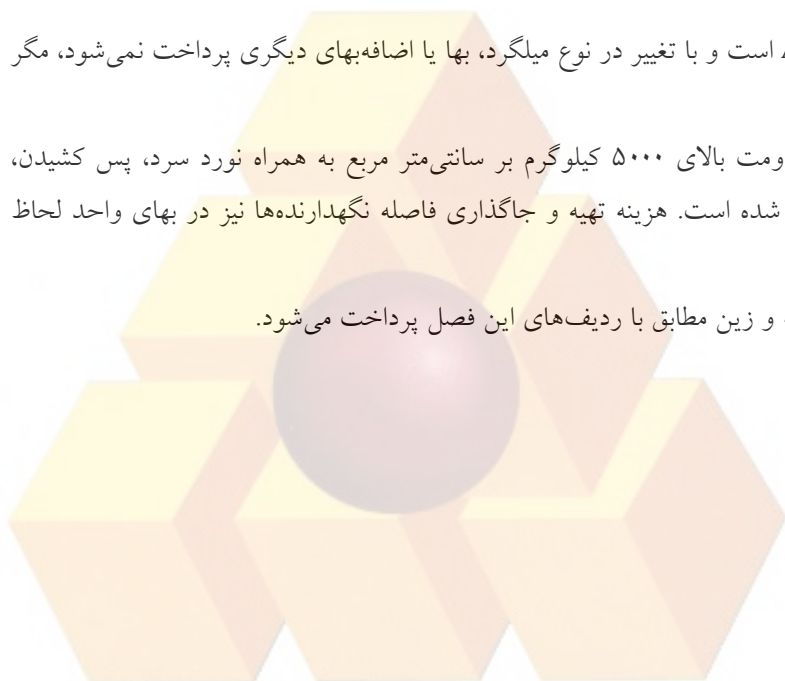 است و با تغییر در نوع میلگرد، بها یا اضافه‌بهای دیگری پرداخت نمی‌شود، مگر
بالای ۵۰۰۰ کیلوگرم بر سانتی‌متر مربع به همراه نورد سرد، پس کشیدن،
شده است. هزینه تهیه و جاگذاری فاصله نگهدارنده‌ها نیز در بهای واحد لحاظ
و زین مطابق با ردیف‌های این فصل پرداخت می‌شود.